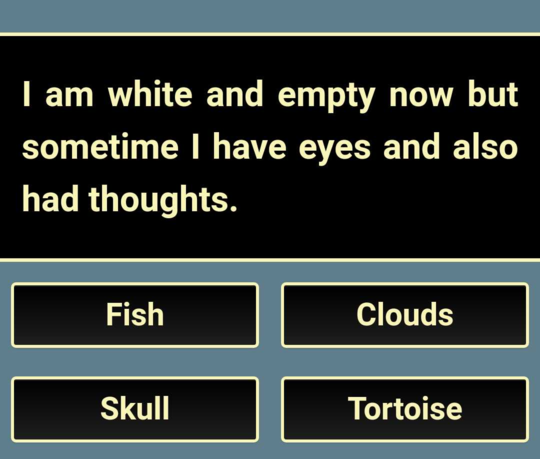 I am white and empty now but
sometime I have eyes and also
had thoughts.
Fish
Clouds
Skull
Tortoise